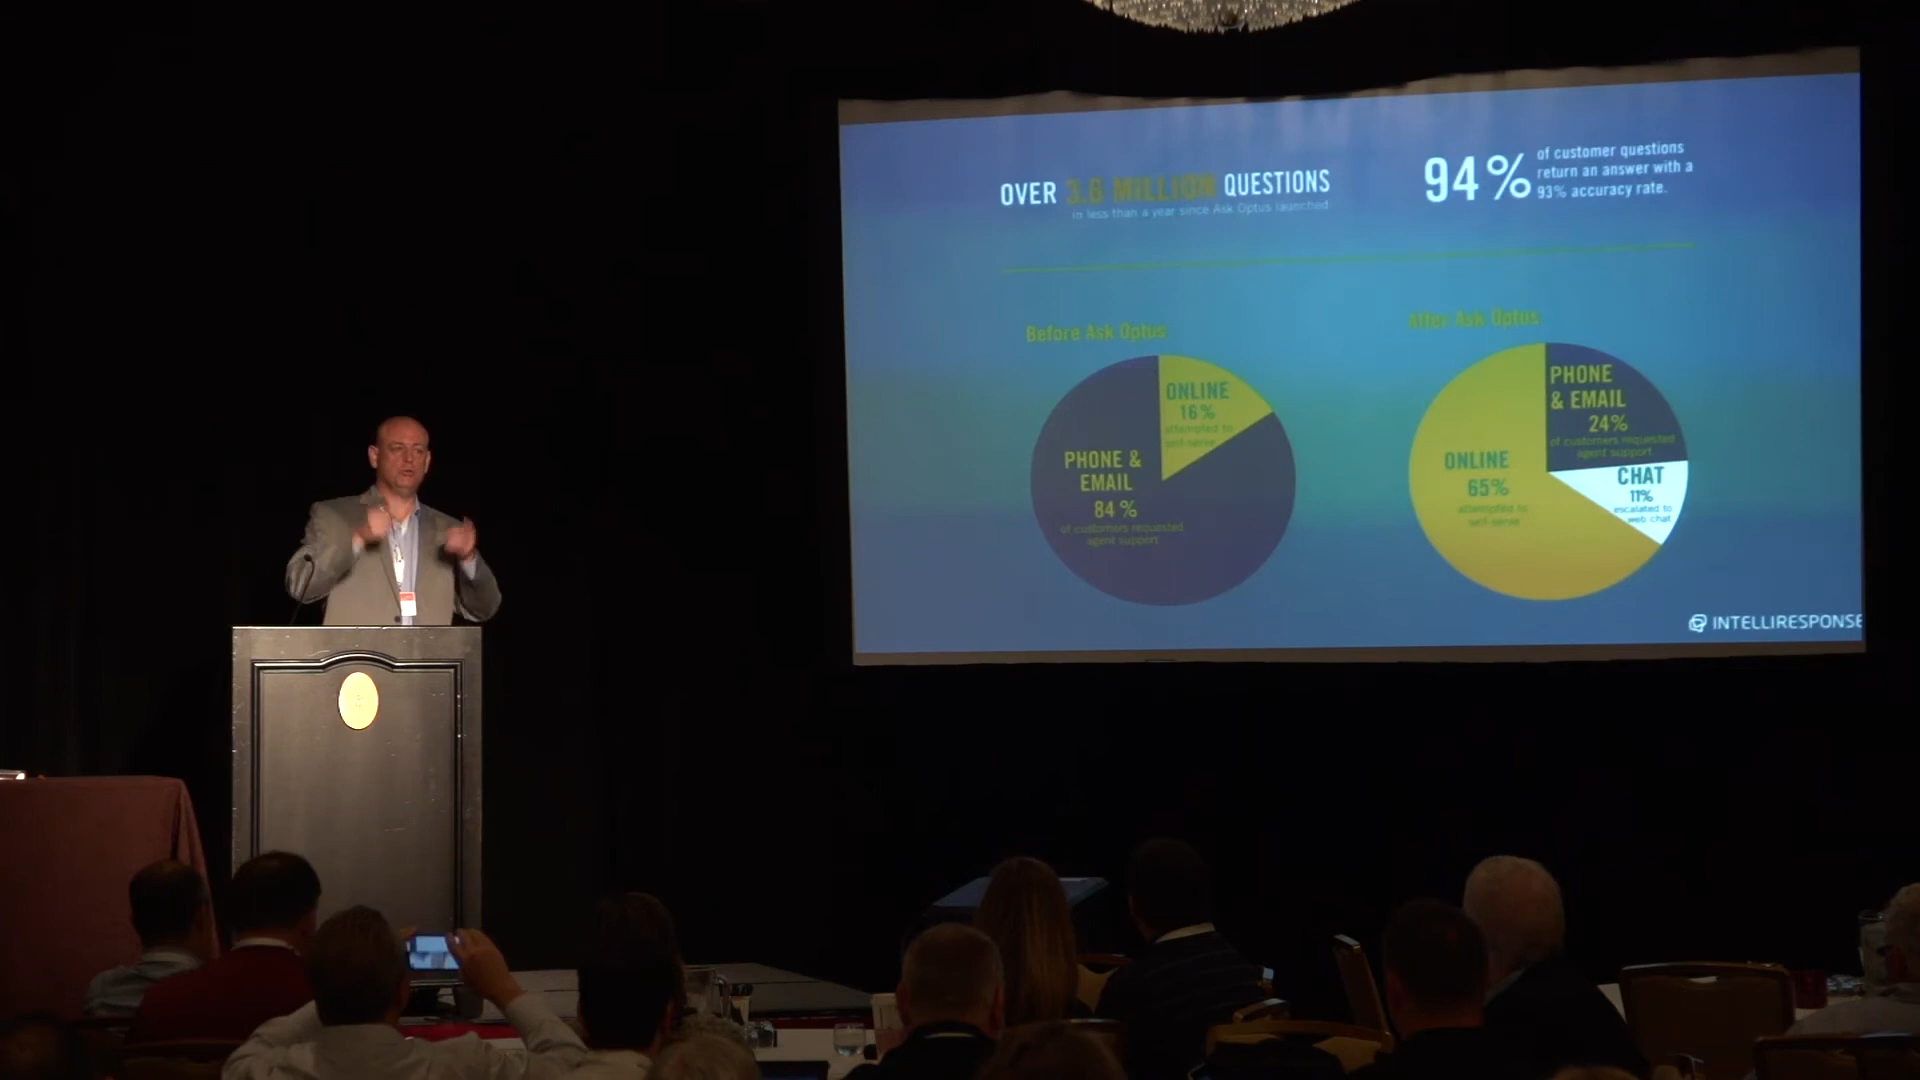 OVER 3.6 MILLION QUESTIONS
in less than a year since Ask Optus launched
94%
of customer questions
return an answer with a
93% accuracy rate.
Before Ask Optus
ONLINE
16%
attempted to
self-serve
PHONE &
EMAIL
84 %
of customers requested
agent support
After Ask Optus
PHONE
& EMAIL
24%
of customers requested
agent support
CHAT
11%
escalated to
web chat
ONLINE
65%
attempted to
self-serve
INTELLIRESPONSE